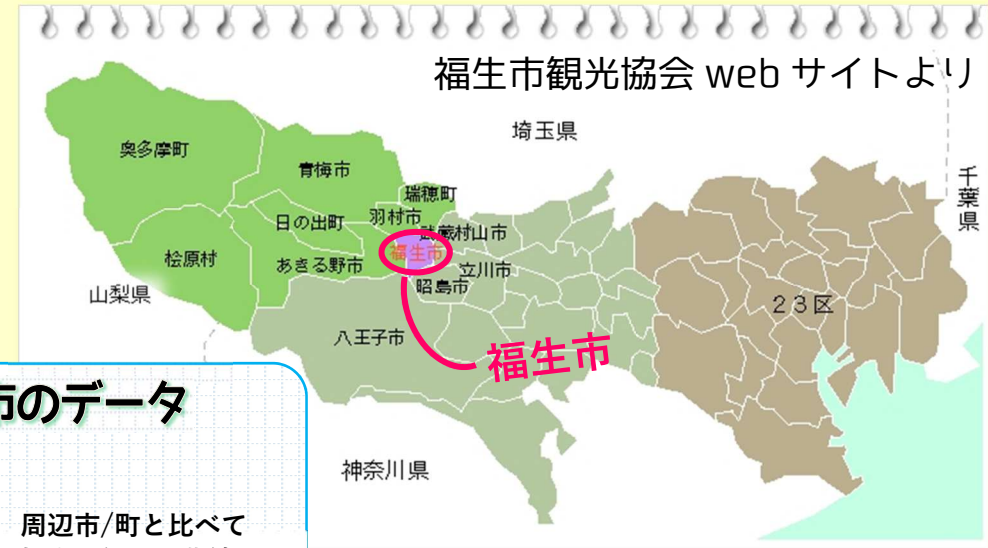 福生市観光協会 web サイトより
埼玉県
千葉県
奥多摩町
青梅市
瑞穂町
羽村市
日の出町
武蔵村山市
福生市
桧原村
あきる野市
立川市
昭島市
山梨県
23区
八王子市
福生市
神奈川県
市のデータ
周辺市/町と比べて